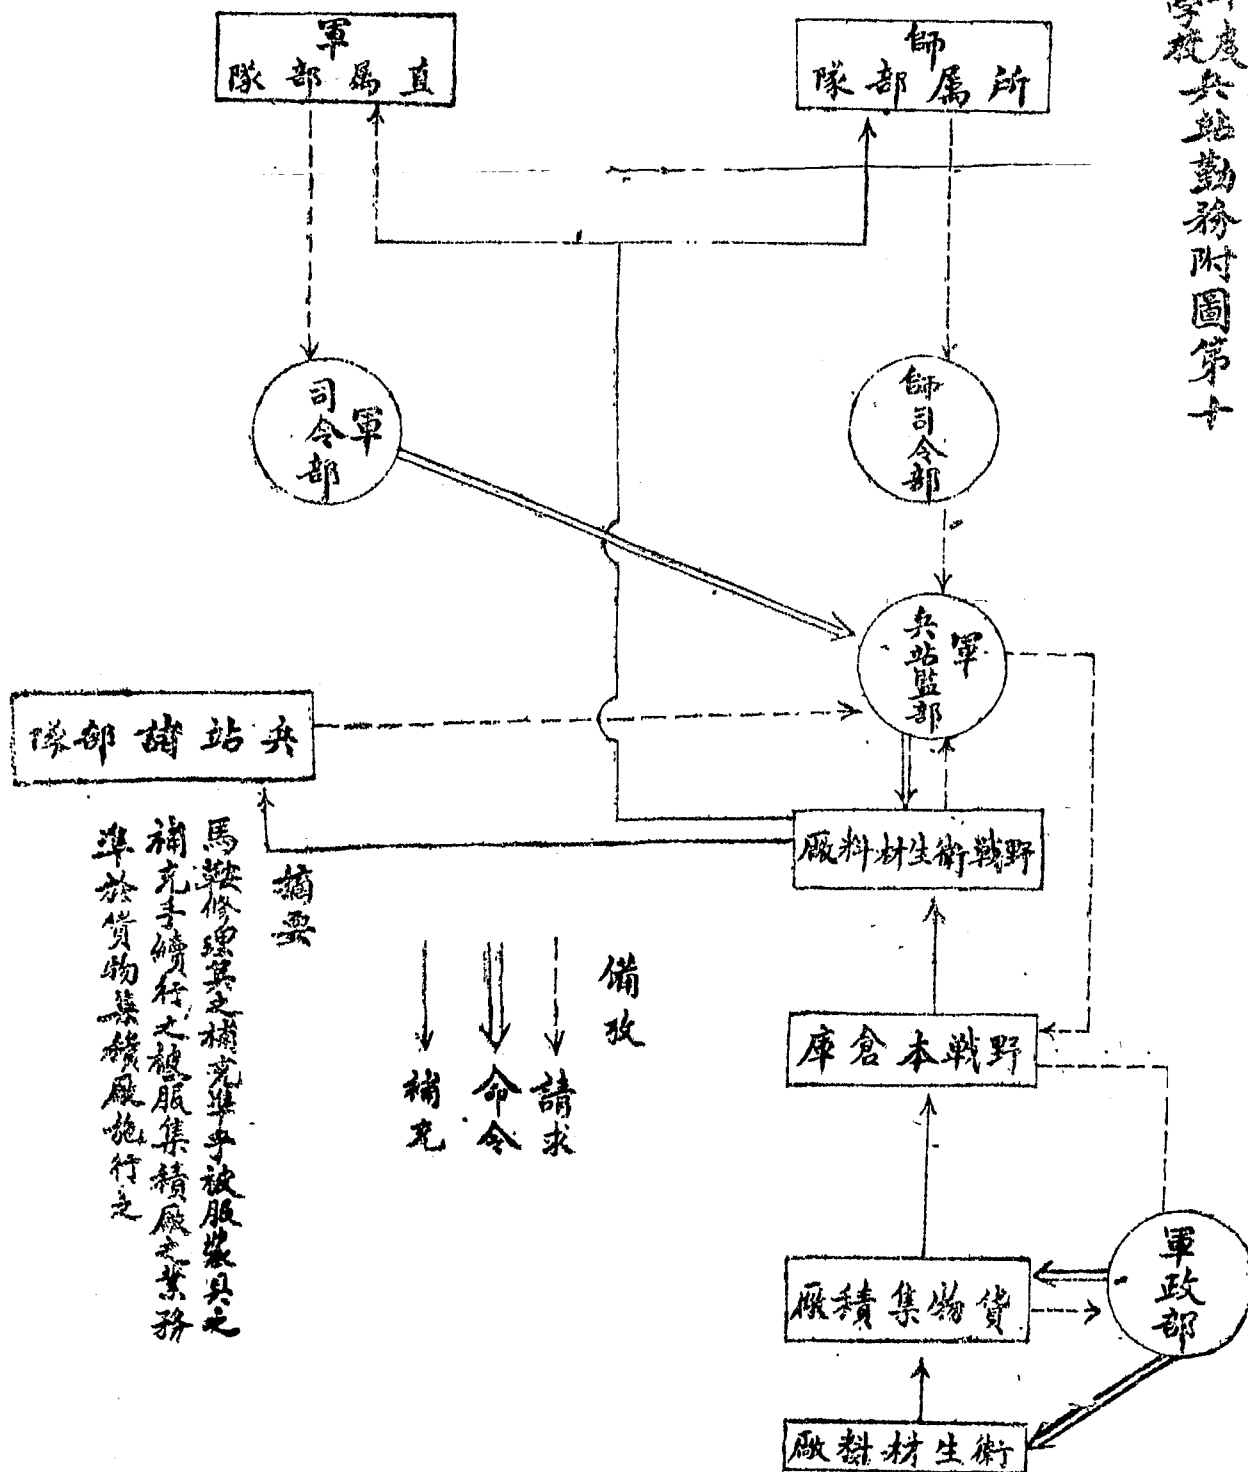 兵站勤務附圖第十
師
所属部隊
軍
直属部隊
師司令部
軍
司令部
軍
兵站監部
兵站諸部隊
野戰衛生材料廠
野戰本倉庫
貨物集積廠
軍政部
衛生材料廠
備攷
請求
命令
補充
摘要
馬鞍修理其之補充準乎被服裝具之
補充手續行之被服集積廠之業務
準於貨物集積廠施行之